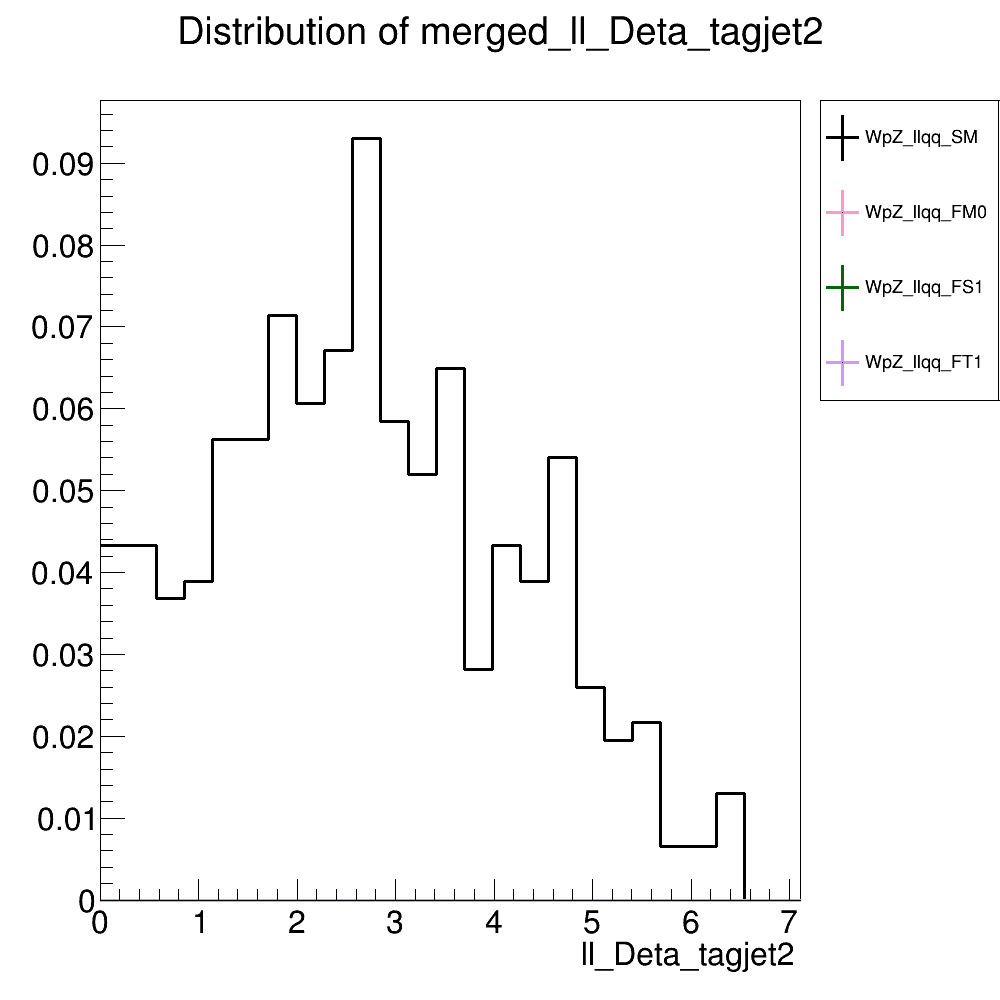 Distribution of merged_ll_Deta_tagjet2
WpZ_llqq_SM
WpZ_llqq_FM0
WpZ_llqq_FS1
WpZ_llqq_FT1
0.09
0.08
0.07
0.06
0.05
0.04
0.03
0.02
0.01
0
0 1 2 3 4 5 6 7
ll_Deta_tagjet2